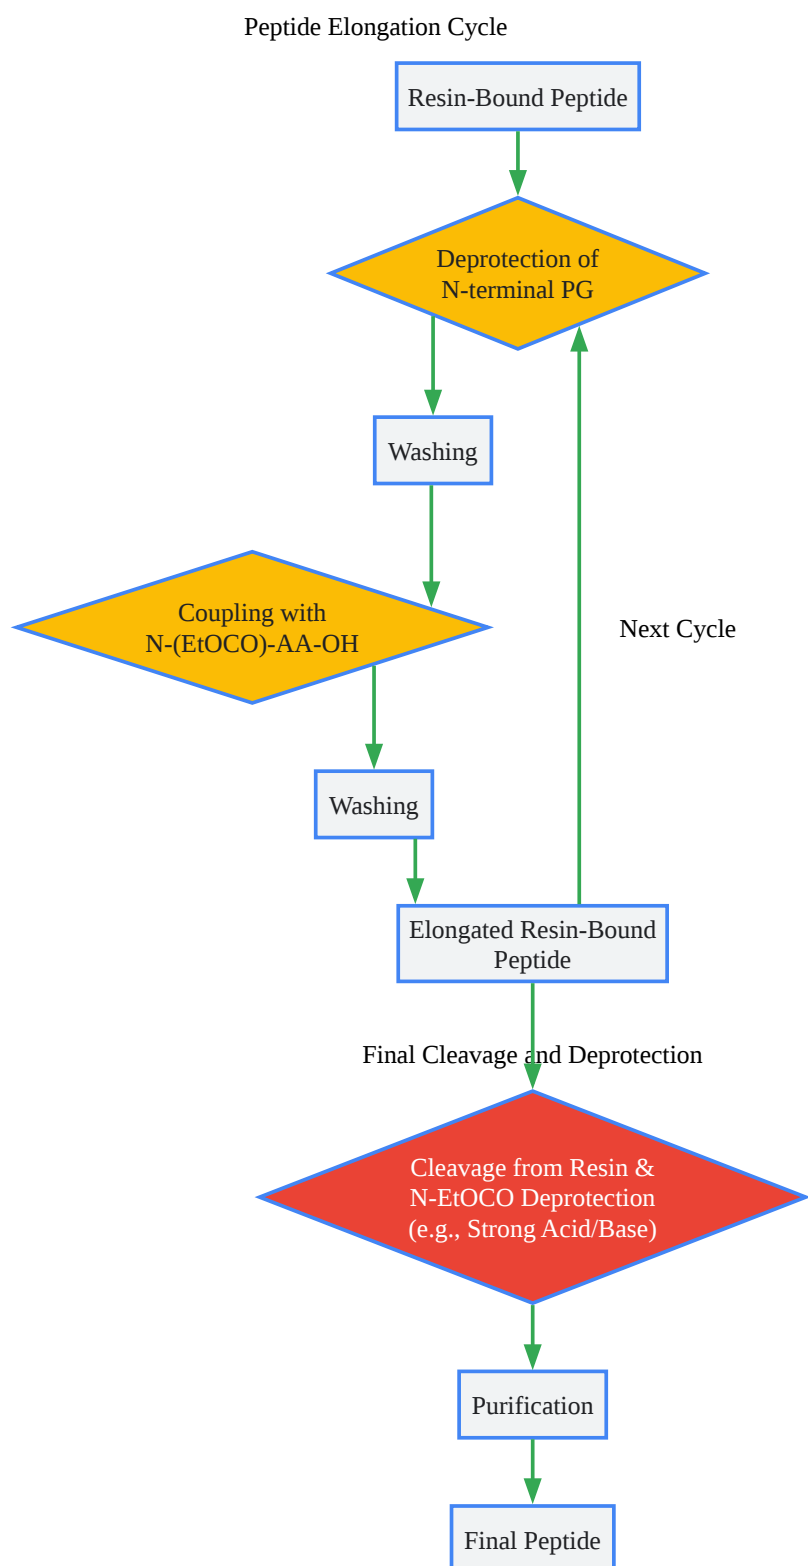 Peptide Elongation Cycle
Resin-Bound Peptide
Deprotection of
N-terminal PG
Washing
Coupling with
N-(EtOCO)-AA-OH
Next Cycle
Washing
Elongated Resin-Bound
Peptide
Final Cleavage and Deprotection
Cleavage from Resin &
N-EtOCO Deprotection
(e.g., Strong Acid/Base)
Purification
Final Peptide